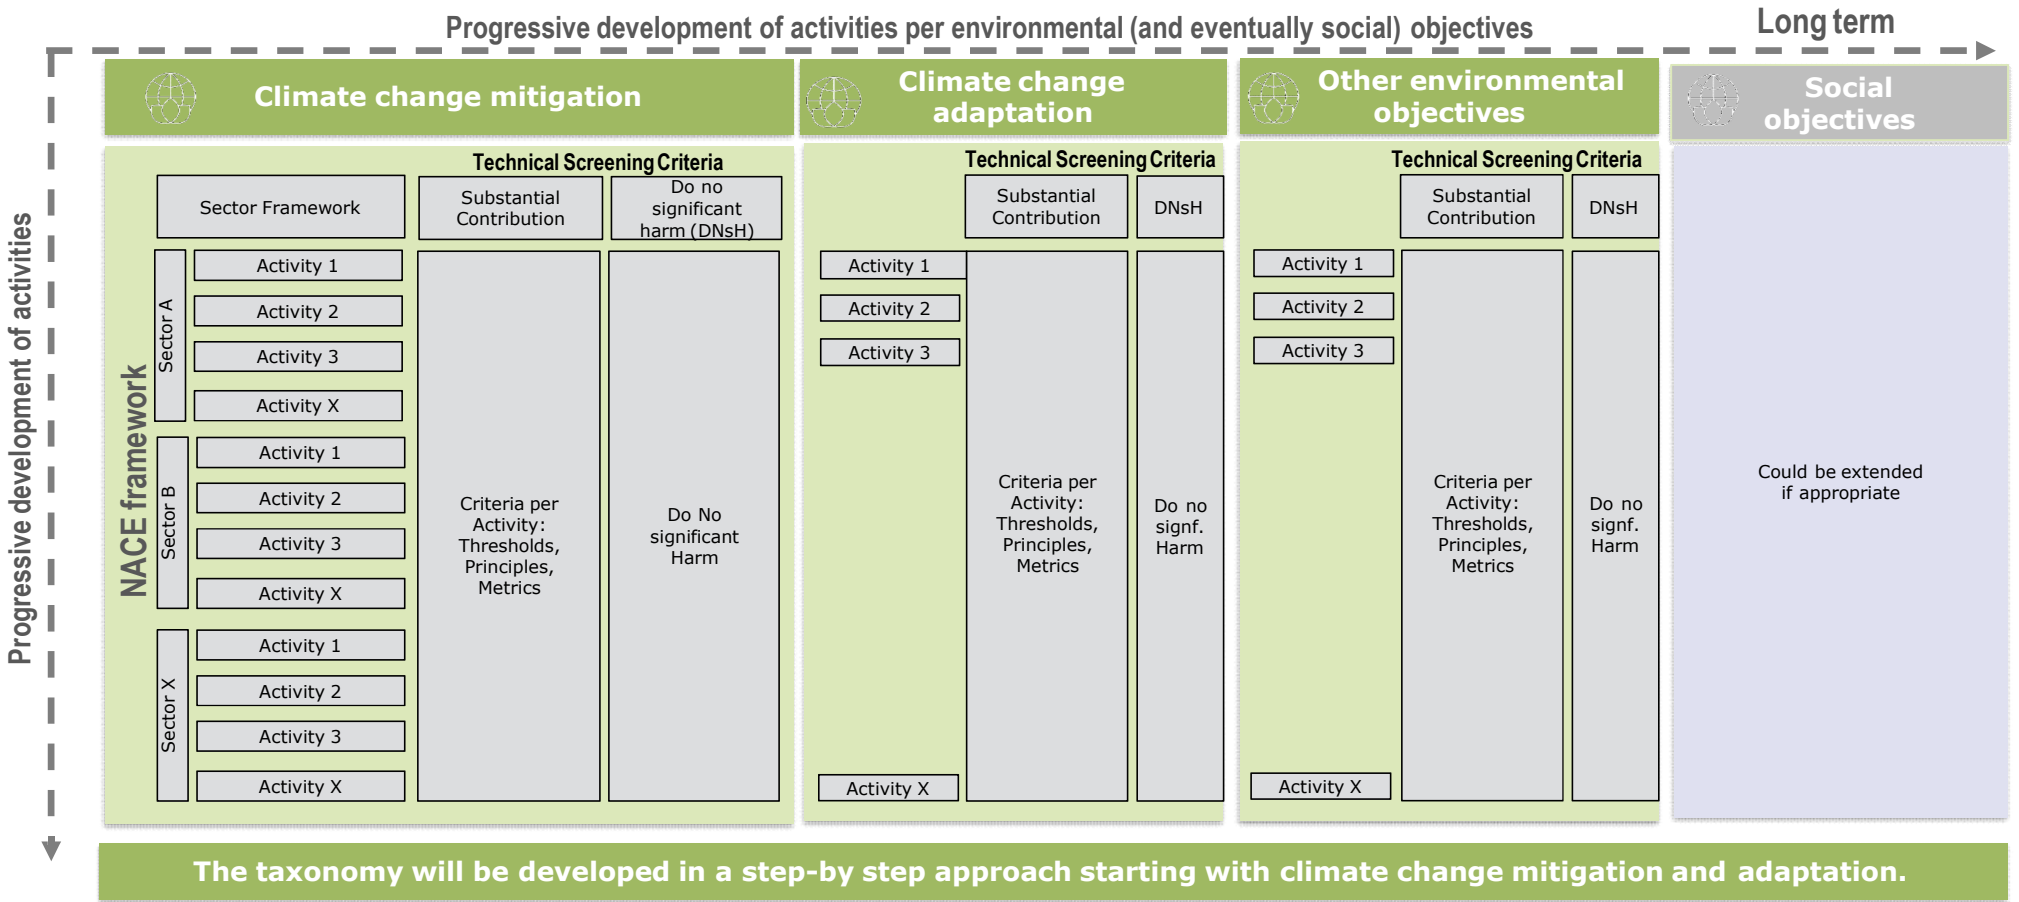 Progressive development of activities per environmental (and eventually social) objectives
Long term
Progressive development of activities
Climate change mitigation
NACE framework
Technical Screening Criteria
Sector Framework
Substantial
Contribution
Do no
significant
harm (DNsH)
Sector A
Activity 1
Activity 2
Activity 3
Activity X
Sector B
Activity 1
Activity 2
Activity 3
Activity X
Sector X
Activity 1
Activity 2
Activity 3
Activity X
Criteria per
Activity:
Thresholds,
Principles,
Metrics
Do No
significant
Harm
Climate change
adaptation
Technical Screening Criteria
Substantial
Contribution
DNsH
Activity 1
Activity 2
Activity 3
Activity X
Criteria per
Activity:
Thresholds,
Principles,
Metrics
Do no
signf.
Harm
Other environmental
objectives
Technical Screening Criteria
Substantial
Contribution
DNsH
Activity 1
Activity 2
Activity 3
Activity X
Criteria per
Activity:
Thresholds,
Principles,
Metrics
Do no
signf.
Harm
Social
objectives
Could be extended
if appropriate
The taxonomy will be developed in a step-by step approach starting with climate change mitigation and adaptation.